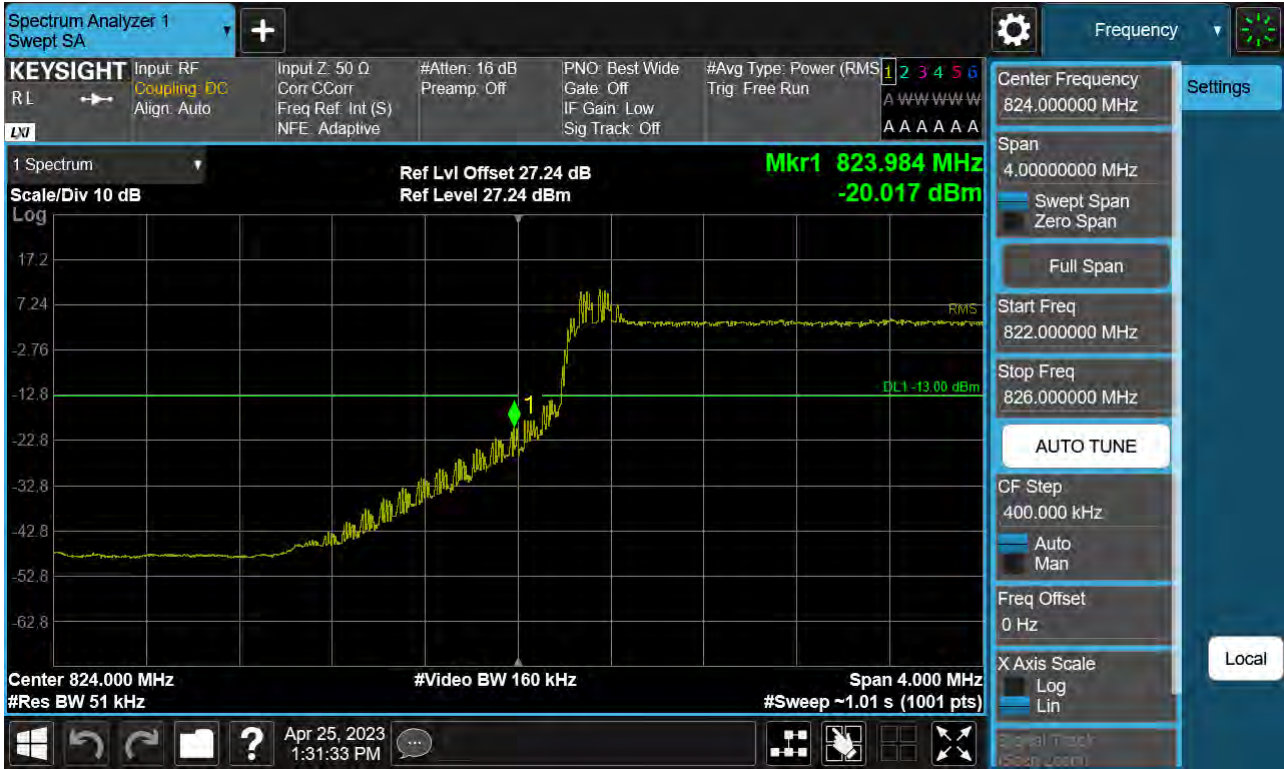 Spectrum Analyzer 1
Swept SA
Frequency
KEYSIGHT
R L
LXI
Input: RF
Coupling: DC
Align: Auto
Input Z: 50 Ω
Corr CCorr
Freq Ref: Int (S)
NFE: Adaptive
#Atten: 16 dB
Preamp: Off
PNO: Best Wide
Gate: Off
IF Gain: Low
Sig Track: Off
#Avg Type: Power (RMS
Trig: Free Run
1 2 3 4 5 6
A W W W W W
A A A A A A
1 Spectrum
Scale/Div 10 dB
Log
Ref Lvl Offset 27.24 dB
Ref Level 27.24 dBm
Mkr1 823.984 MHz
-20.017 dBm
17.2
7.24
-2.76
-12.8
-22.8
-32.8
-42.8
-52.8
-62.8
RMS
DL1 -13.00 dBm
1
Center 824.000 MHz
#Res BW 51 kHz
#Video BW 160 kHz
Span 4.000 MHz
#Sweep ~1.01 s (1001 pts)
Center Frequency
824.000000 MHz
Span
4.00000000 MHz
Swept Span
Zero Span
Full Span
Start Freq
822.000000 MHz
Stop Freq
826.000000 MHz
AUTO TUNE
CF Step
400.000 kHz
Auto
Man
Freq Offset
0 Hz
X Axis Scale
Log
Lin
Signal Track
(Span Zoom)
Settings
Local
Apr 25, 2023
1:31:33 PM